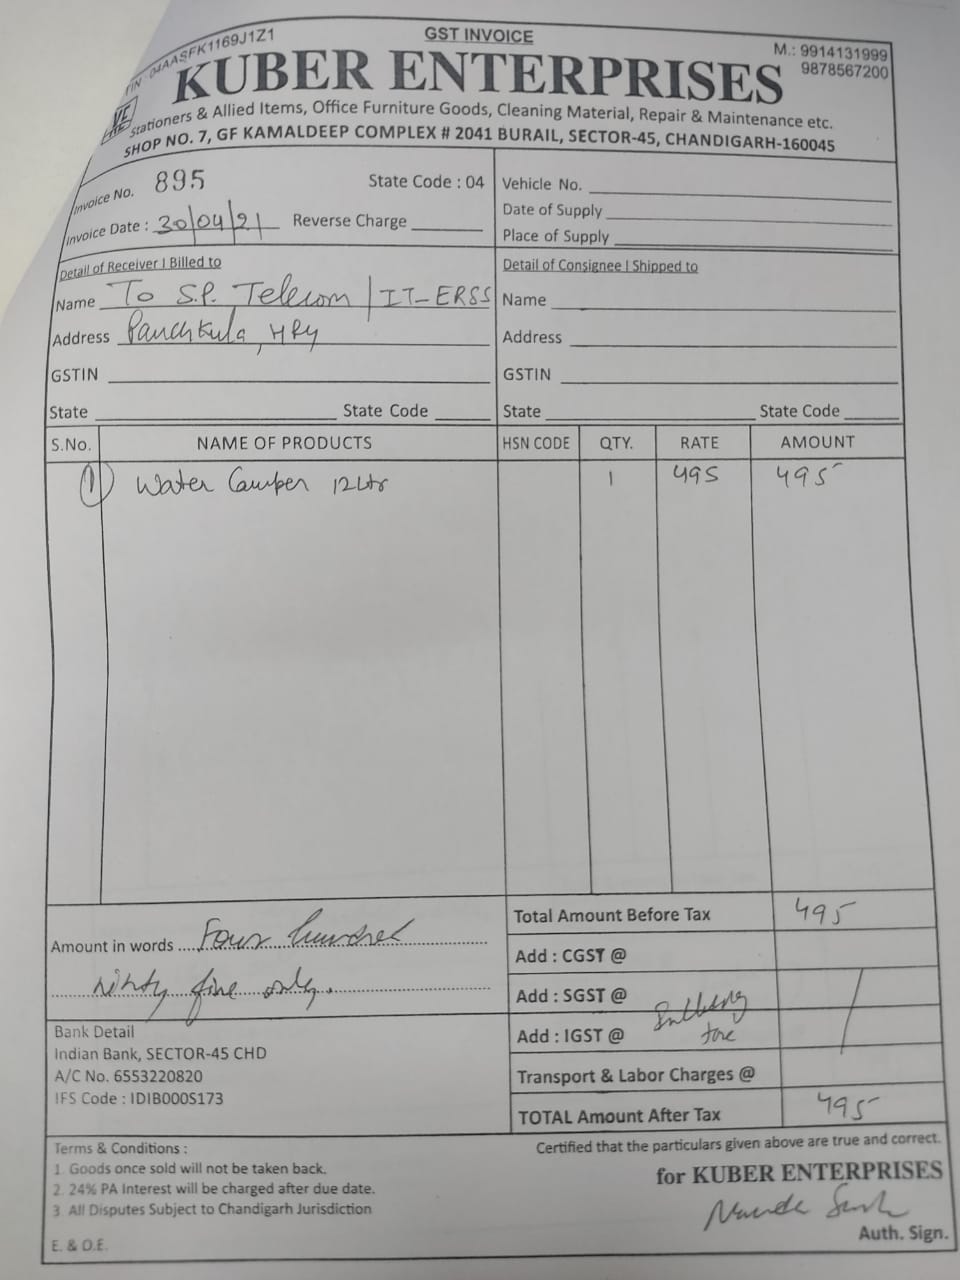 GST INVOICE
04AASFK1169J1Z1
M.: 9914131999
9878567200
KUBER ENTERPRISES
Stationers & Allied Items, Office Furniture Goods, Cleaning Material, Repair & Maintenance etc.
SHOP NO. 7, GF KAMALDEEP COMPLEX # 2041 BURAIL, SECTOR-45, CHANDIGARH-160045
Invoice No. 895 State Code : 04
Invoice Date : 30/04/21 Reverse Charge
Vehicle No.
Date of Supply
Place of Supply
Detail of Receiver | Billed to
Name To S.P. Telecom / IT-ERSS
Address Panchkula, HRY
GSTIN
State State Code
Detail of Consignee | Shipped to
Name
Address
GSTIN
State State Code
S.No. NAME OF PRODUCTS HSN CODE QTY. RATE AMOUNT
1 Water Camper 12 Ltr 1 495 495
Amount in words Four hundred
ninty five only.
Total Amount Before Tax 495
Add : CGST @
Add : SGST @
Add : IGST @
Transport & Labor Charges @
TOTAL Amount After Tax 495
Bank Detail
Indian Bank, SECTOR-45 CHD
A/C No. 6553220820
IFS Code : IDIB000S173
Terms & Conditions :
1. Goods once sold will not be taken back.
2. 24% PA Interest will be charged after due date.
3. All Disputes Subject to Chandigarh Jurisdiction
E. & O.E.
Certified that the particulars given above are true and correct.
for KUBER ENTERPRISES
Auth. Sign.